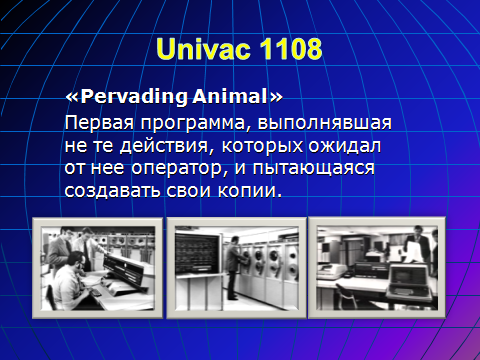 Univac 1108
«Pervading Animal»
Первая программа, выполнявшая
не те действия, которых ожидал
от нее оператор, и пытающаяся
создавать свои копии.